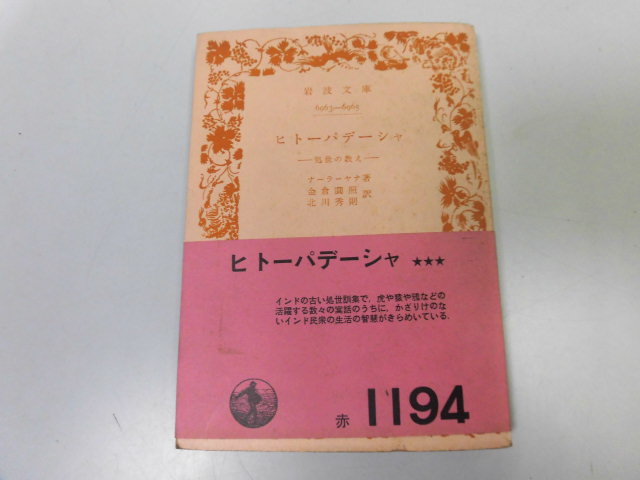 岩波文庫
6963—6965
ヒトーパデーシャ
—処世の教え—
ナーラーヤナ著
金倉圓照
北川秀則 訳
ヒトーパデーシャ ★★★
インドの古い処世訓集で，虎や猿や鴉などの
活躍する数々の寓話のうちに，かざりけのな
いインド民衆の生活の智慧がきらめいている．
赤 1194